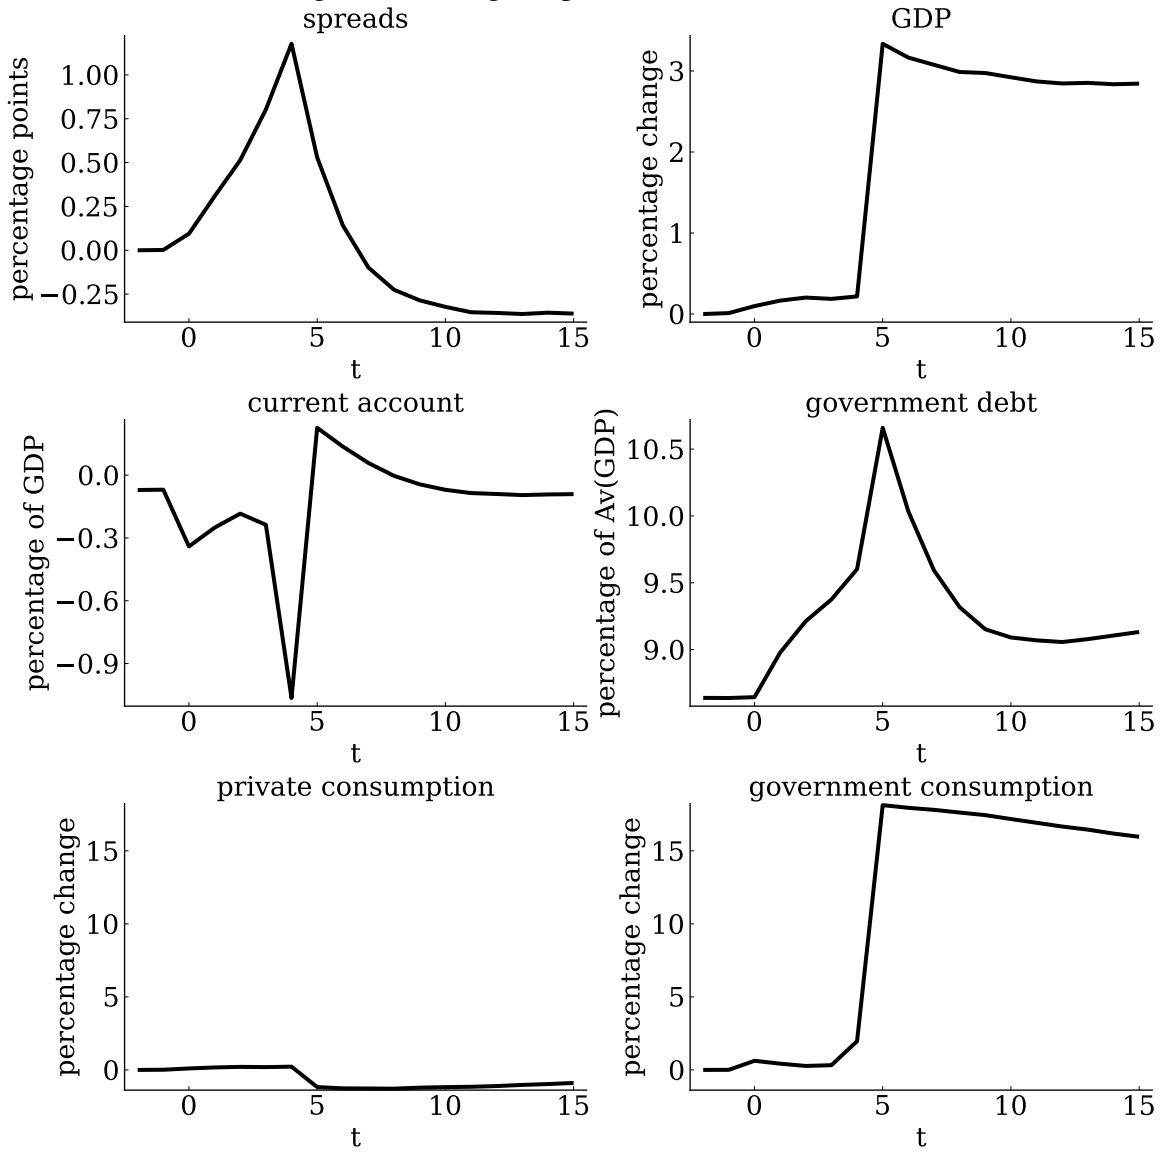 spreads
percentage points
1.00
0.75
0.50
0.25
0.00
−0.25
0 5 10 15
t
GDP
percentage change
3
2
1
0
0 5 10 15
t
current account
percentage of GDP
0.0
−0.3
−0.6
−0.9
0 5 10 15
t
government debt
percentage of Av(GDP)
10.5
10.0
9.5
9.0
0 5 10 15
t
private consumption
percentage change
15
10
5
0
0 5 10 15
t
government consumption
percentage change
15
10
5
0
0 5 10 15
t